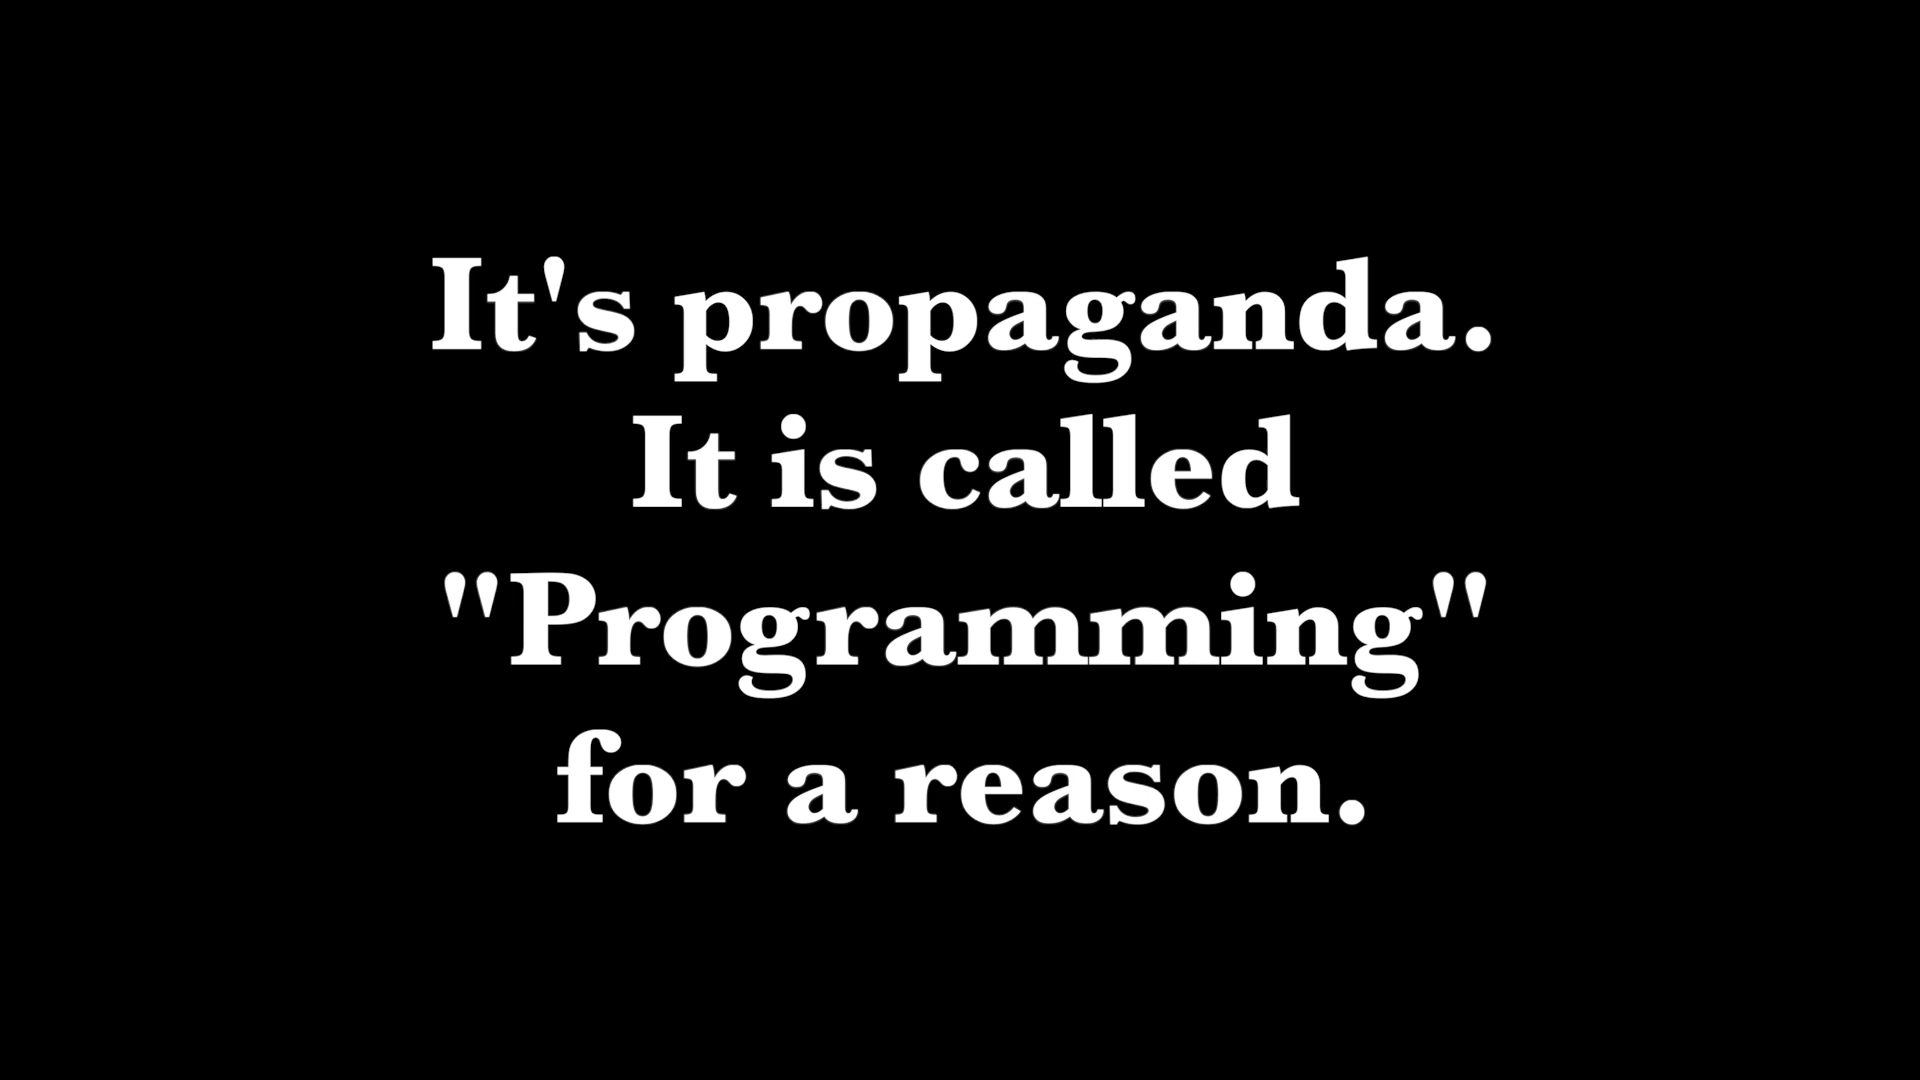 It's propaganda.
It is called
"Programming"
for a reason.